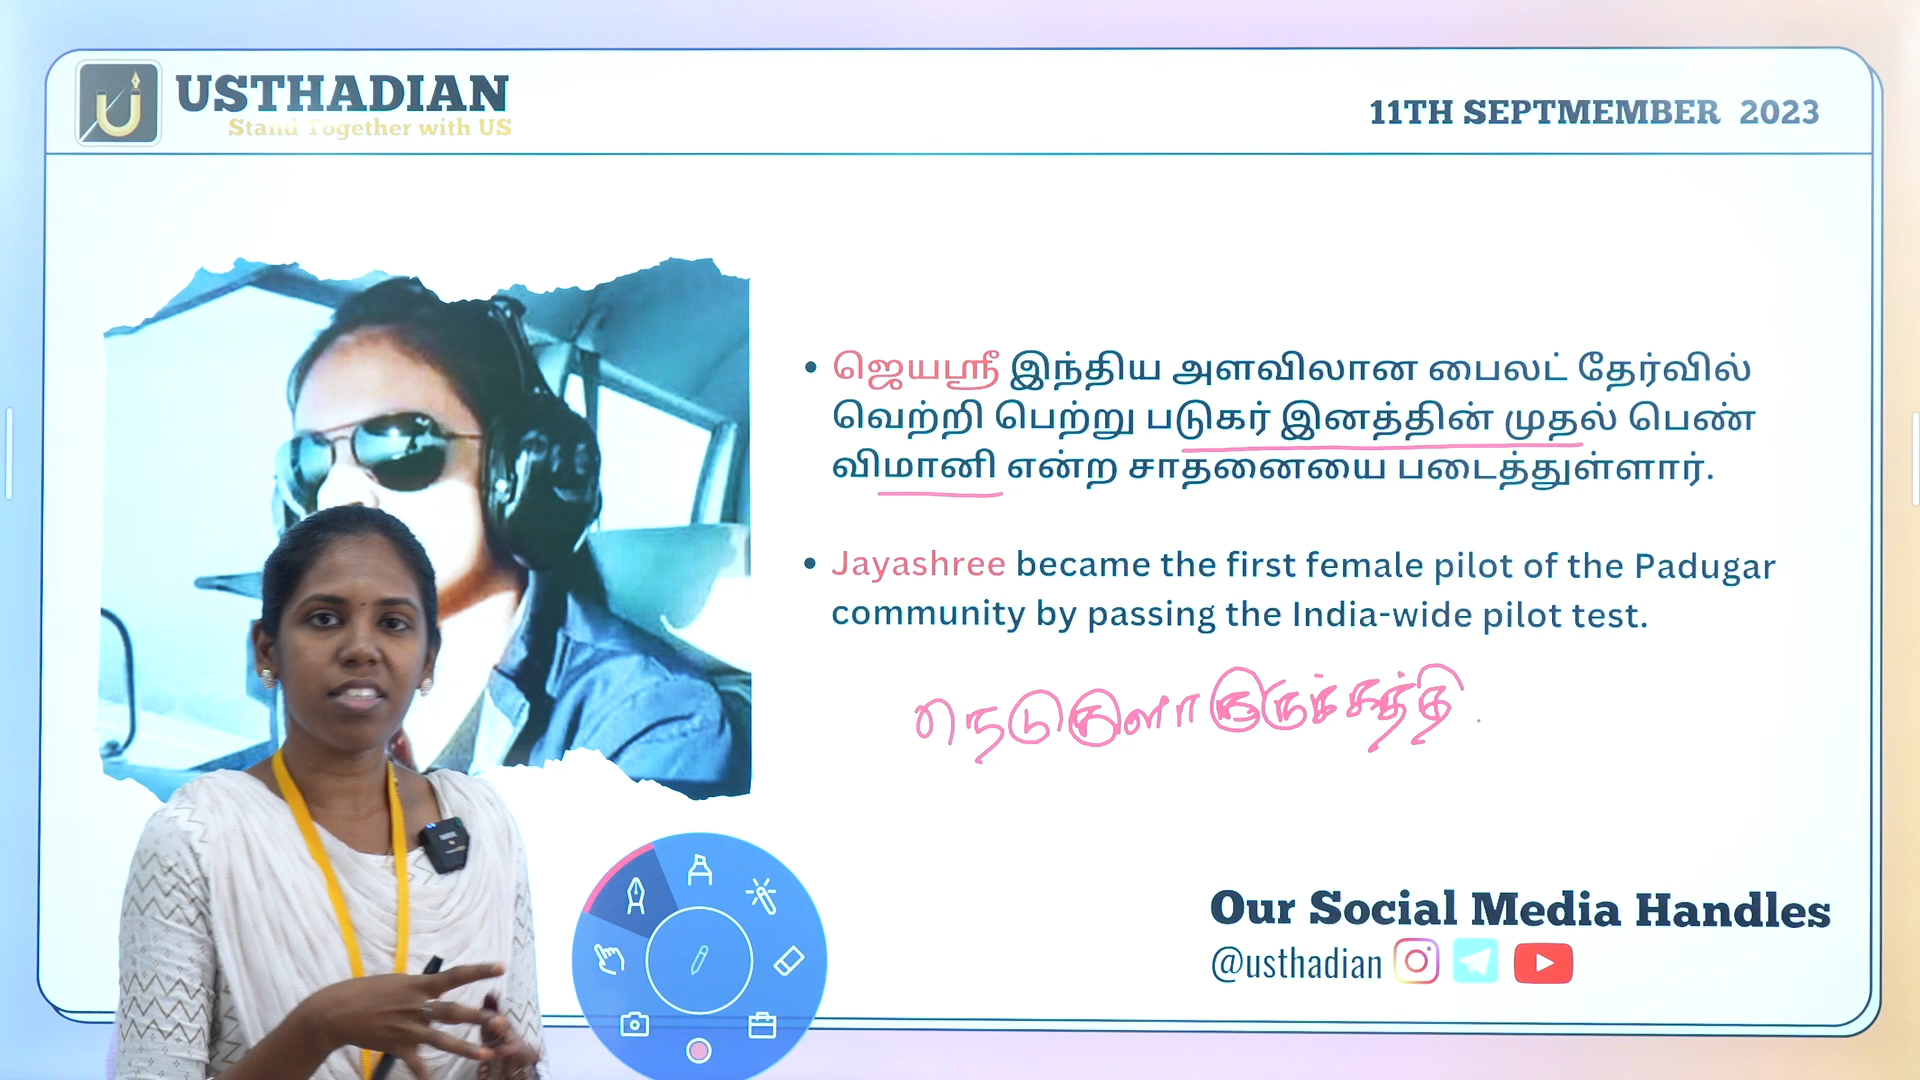 USTHADIAN
Stand Together with US
11TH SEPTMEMBER 2023
• ஜெயஸ்ரீ இந்திய அளவிலான பைலட் தேர்வில்
வெற்றி பெற்று படுகர் இனத்தின் முதல் பெண்
விமானி என்ற சாதனையை படைத்துள்ளார்.
• Jayashree became the first female pilot of the Padugar
community by passing the India-wide pilot test.
Our Social Media Handles
@usthadian